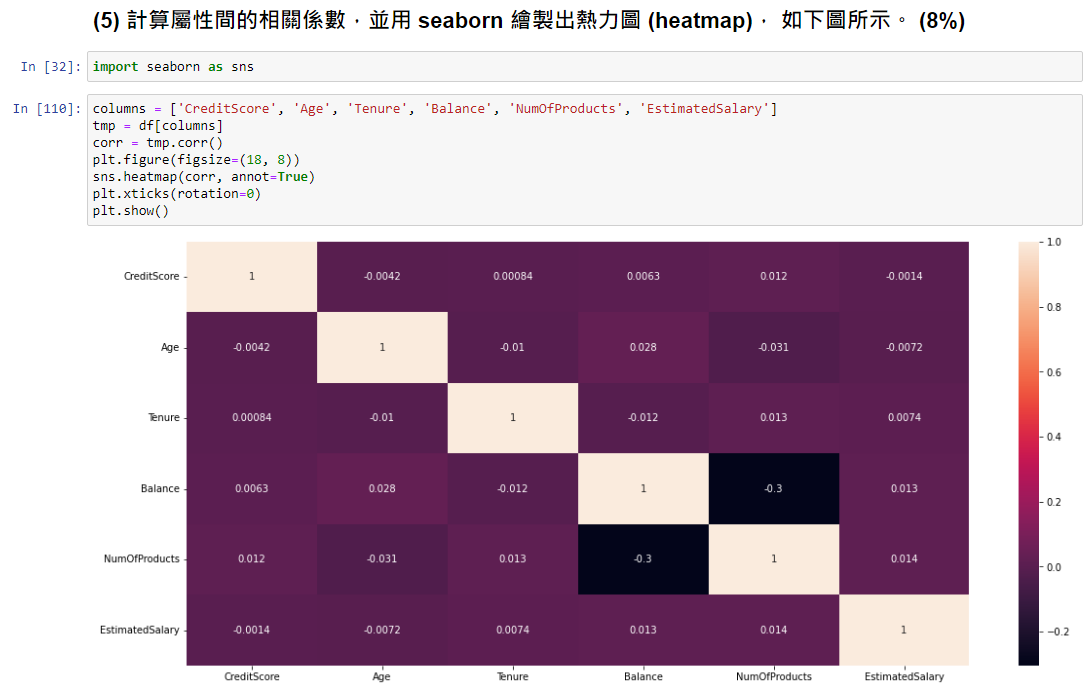 (5) 計算屬性間的相關係數，並用 seaborn 繪製出熱力圖 (heatmap)， 如下圖所示。 (8%)
In [32]: import seaborn as sns
In [110]: columns = ['CreditScore', 'Age', 'Tenure', 'Balance', 'NumOfProducts', 'EstimatedSalary']
tmp = df[columns]
corr = tmp.corr()
plt.figure(figsize=(18, 8))
sns.heatmap(corr, annot=True)
plt.xticks(rotation=0)
plt.show()
CreditScore 1 -0.0042 0.00084 0.0063 0.012 -0.0014
Age -0.0042 1 -0.01 0.028 -0.031 -0.0072
Tenure 0.00084 -0.01 1 -0.012 0.013 0.0074
Balance 0.0063 0.028 -0.012 1 -0.3 0.013
NumOfProducts 0.012 -0.031 0.013 -0.3 1 0.014
EstimatedSalary -0.0014 -0.0072 0.0074 0.013 0.014 1
CreditScore Age Tenure Balance NumOfProducts EstimatedSalary
1.0
0.8
0.6
0.4
0.2
0.0
−0.2